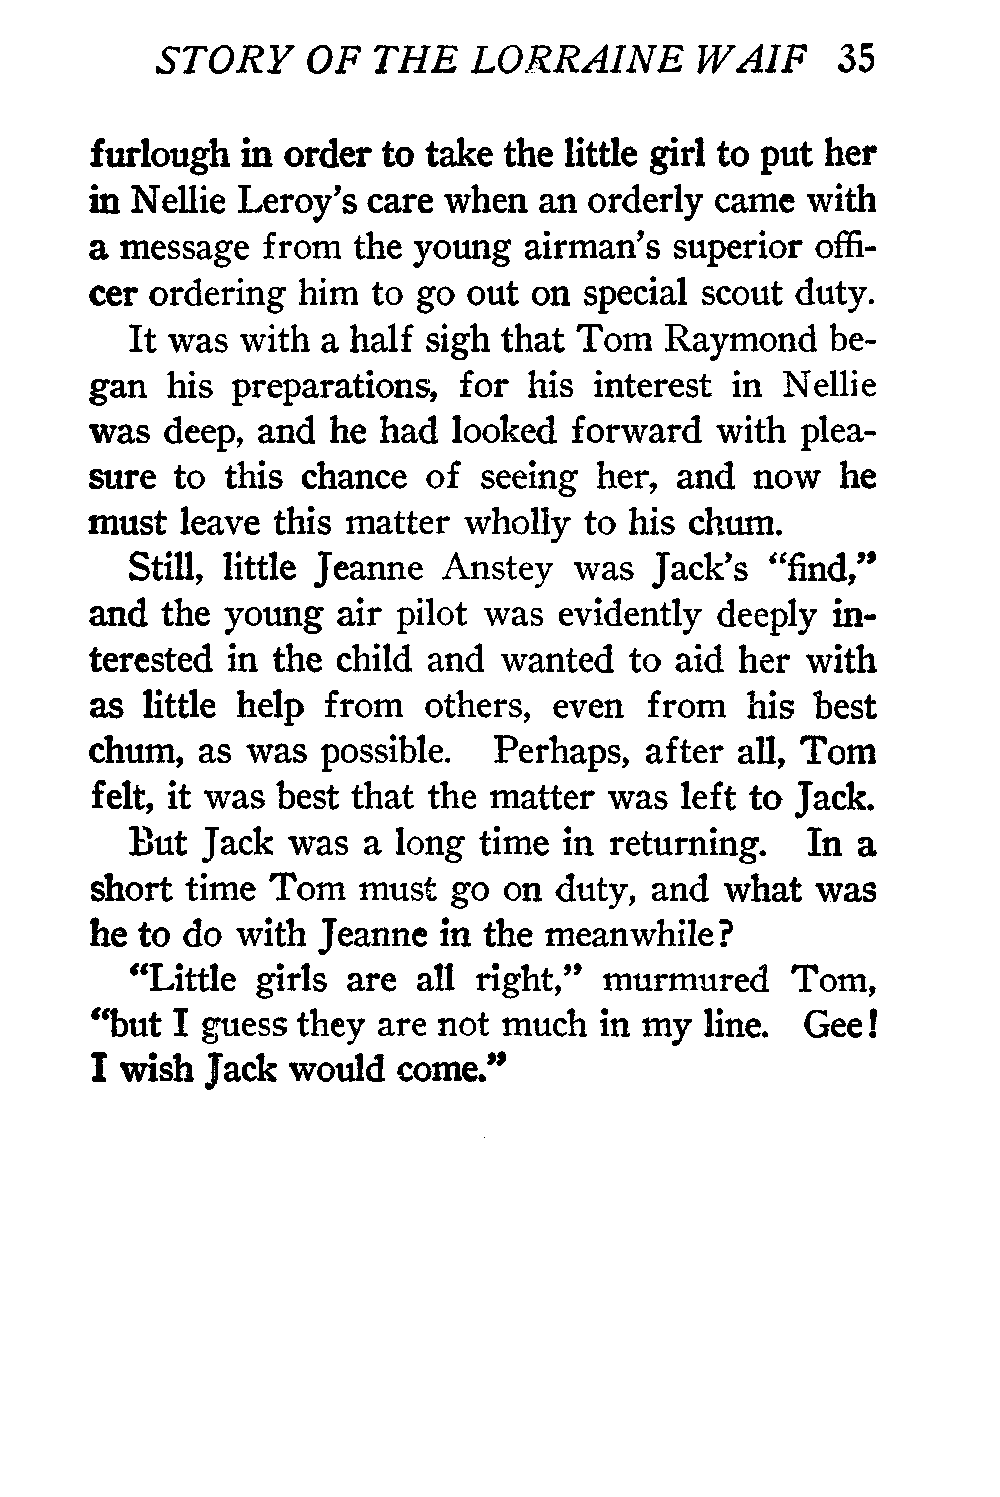 STORY OF THE LORRAINE WAIF 35
furlough in order to take the little girl to put her
in Nellie Leroy's care when an orderly came with
a message from the young airman's superior offi-
cer ordering him to go out on special scout duty.
It was with a half sigh that Tom Raymond be-
gan his preparations, for his interest in Nellie
was deep, and he had looked forward with plea-
sure to this chance of seeing her, and now he
must leave this matter wholly to his chum.
Still, little Jeanne Anstey was Jack's “find,”
and the young air pilot was evidently deeply in-
terested in the child and wanted to aid her with
as little help from others, even from his best
chum, as was possible. Perhaps, after all, Tom
felt, it was best that the matter was left to Jack.
But Jack was a long time in returning. In a
short time Tom must go on duty, and what was
he to do with Jeanne in the meanwhile?
“Little girls are all right,” murmured Tom,
“but I guess they are not much in my line. Gee!
I wish Jack would come.”